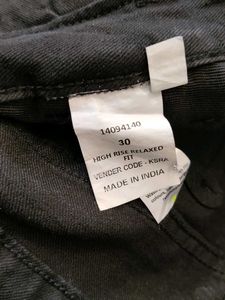 14094140
30
HIGH RISE RELAXED
FIT
VENDER CODE - KSRA
MADE IN INDIA